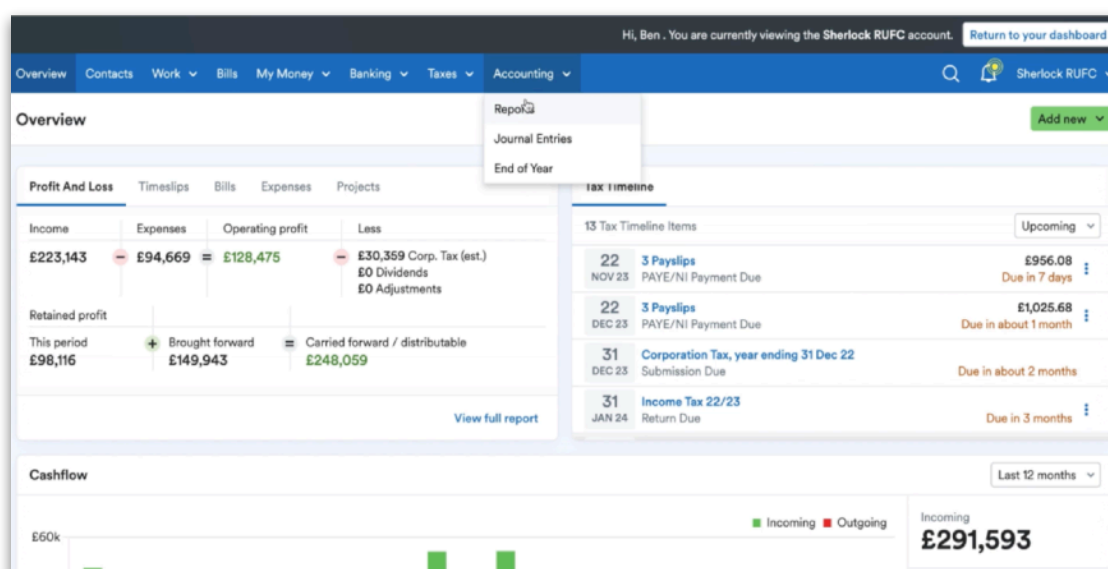 Hi, Ben . You are currently viewing the Sherlock RUFC account. Return to your dashboard
Overview Contacts Work Bills My Money Banking Taxes Accounting Sherlock RUFC
Overview
Add new
Journal Entries
End of Year
Profit And Loss Timeslips Bills Expenses Projects
Income Expenses Operating profit Less
£223,143 £94,669 = £128,475 £30,359 Corp. Tax (est.)
£0 Dividends
£0 Adjustments
Retained profit
This period + Brought forward = Carried forward / distributable
£98,116 £149,943 £248,059
View full report
Tax Timeline
13 Tax Timeline Items Upcoming
22 3 Payslips £956.08
NOV 23 PAYE/NI Payment Due Due in 7 days
22 3 Payslips £1,025.68
DEC 23 PAYE/NI Payment Due Due in about 1 month
31 Corporation Tax, year ending 31 Dec 22
DEC 23 Submission Due Due in about 2 months
31 Income Tax 22/23
JAN 24 Return Due Due in 3 months
Cashflow Last 12 months
Incoming Outgoing
£60k
Incoming
£291,593